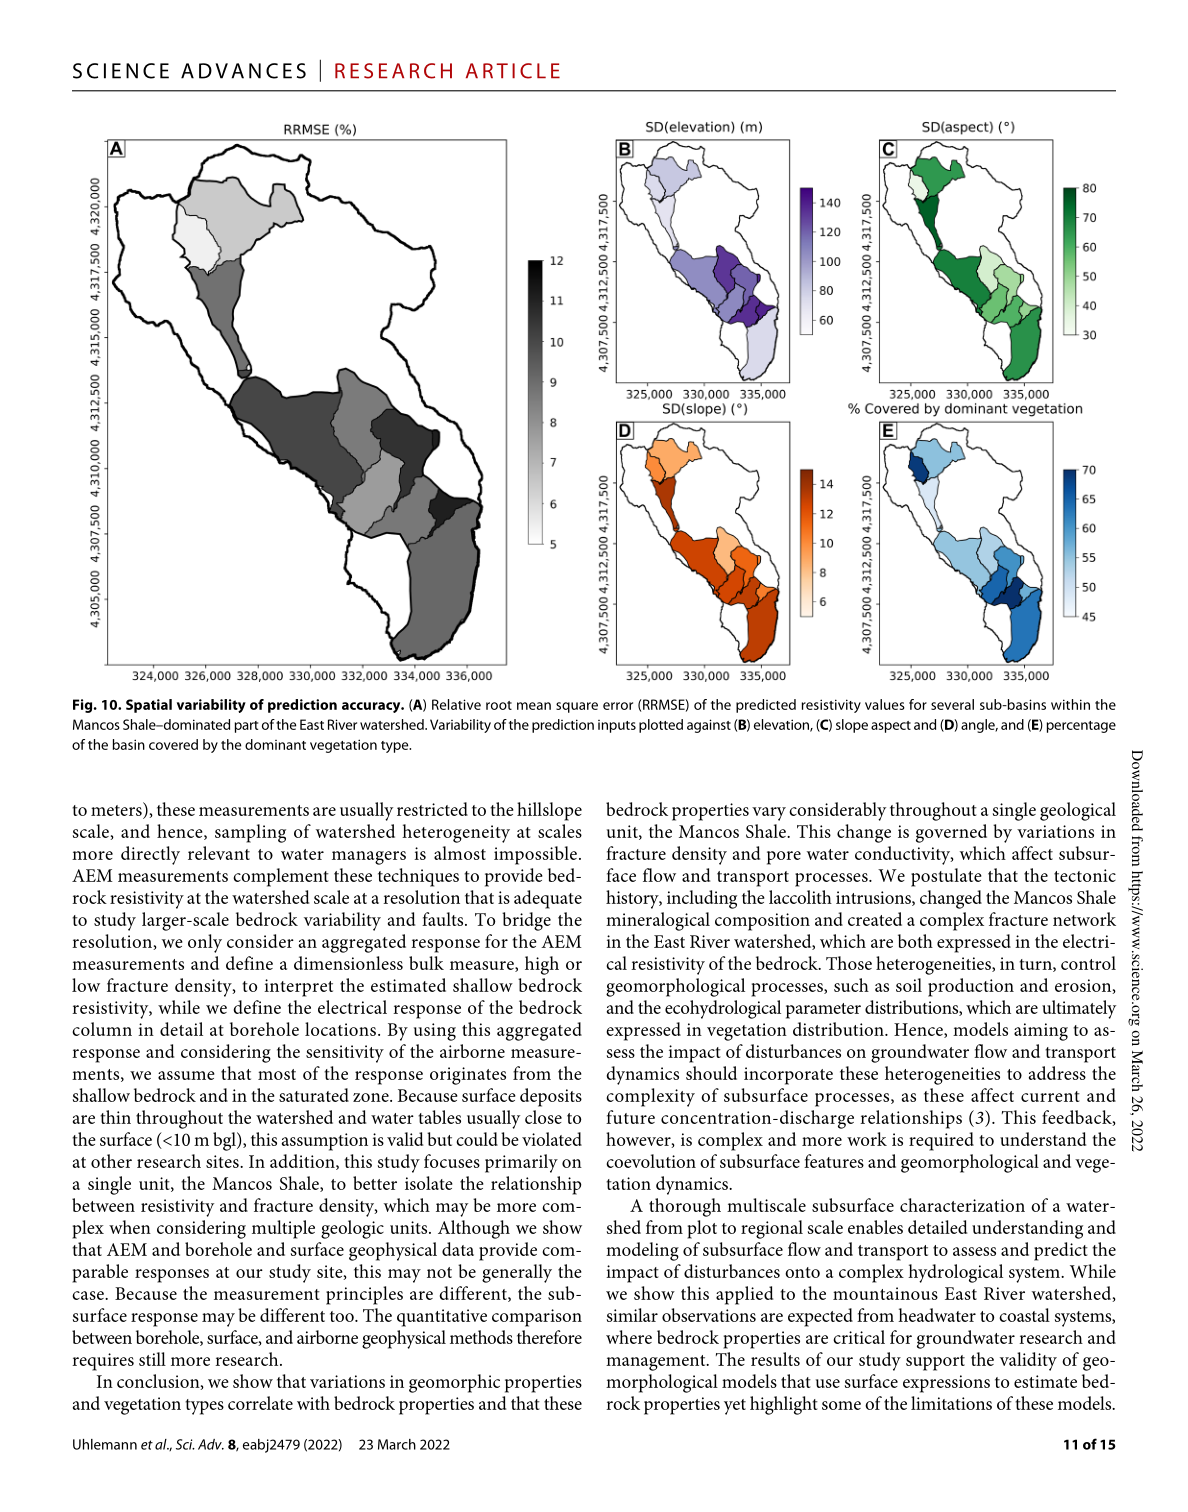 SCIENCE ADVANCES | RESEARCH ARTICLE
RRMSE (%)
A
4,320,000
4,317,500
4,315,000
4,312,500
4,310,000
4,307,500
4,305,000
324,000 326,000 328,000 330,000 332,000 334,000 336,000
12
11
10
9
8
7
6
5
SD(elevation) (m)
B
4,317,500
4,312,500
4,307,500
325,000 330,000 335,000
140
120
100
80
60
SD(aspect) (°)
C
4,317,500
4,312,500
4,307,500
325,000 330,000 335,000
80
70
60
50
40
30
SD(slope) (°)
D
4,317,500
4,312,500
4,307,500
325,000 330,000 335,000
14
12
10
8
6
% Covered by dominant vegetation
E
4,317,500
4,312,500
4,307,500
325,000 330,000 335,000
70
65
60
55
50
45
Fig. 10. Spatial variability of prediction accuracy. (A) Relative root mean square error (RRMSE) of the predicted resistivity values for several sub-basins within the
Mancos Shale–dominated part of the East River watershed. Variability of the prediction inputs plotted against (B) elevation, (C) slope aspect and (D) angle, and (E) percentage
of the basin covered by the dominant vegetation type.
to meters), these measurements are usually restricted to the hillslope
scale, and hence, sampling of watershed heterogeneity at scales
more directly relevant to water managers is almost impossible.
AEM measurements complement these techniques to provide bed-
rock resistivity at the watershed scale at a resolution that is adequate
to study larger-scale bedrock variability and faults. To bridge the
resolution, we only consider an aggregated response for the AEM
measurements and define a dimensionless bulk measure, high or
low fracture density, to interpret the estimated shallow bedrock
resistivity, while we define the electrical response of the bedrock
column in detail at borehole locations. By using this aggregated
response and considering the sensitivity of the airborne measure-
ments, we assume that most of the response originates from the
shallow bedrock and in the saturated zone. Because surface deposits
are thin throughout the watershed and water tables usually close to
the surface (<10 m bgl), this assumption is valid but could be violated
at other research sites. In addition, this study focuses primarily on
a single unit, the Mancos Shale, to better isolate the relationship
between resistivity and fracture density, which may be more com-
plex when considering multiple geologic units. Although we show
that AEM and borehole and surface geophysical data provide com-
parable responses at our study site, this may not be generally the
case. Because the measurement principles are different, the sub-
surface response may be different too. The quantitative comparison
between borehole, surface, and airborne geophysical methods therefore
requires still more research.
In conclusion, we show that variations in geomorphic properties
and vegetation types correlate with bedrock properties and that these
bedrock properties vary considerably throughout a single geological
unit, the Mancos Shale. This change is governed by variations in
fracture density and pore water conductivity, which affect subsur-
face flow and transport processes. We postulate that the tectonic
history, including the laccolith intrusions, changed the Mancos Shale
mineralogical composition and created a complex fracture network
in the East River watershed, which are both expressed in the electri-
cal resistivity of the bedrock. Those heterogeneities, in turn, control
geomorphological processes, such as soil production and erosion,
and the ecohydrological parameter distributions, which are ultimately
expressed in vegetation distribution. Hence, models aiming to as-
sess the impact of disturbances on groundwater flow and transport
dynamics should incorporate these heterogeneities to address the
complexity of subsurface processes, as these affect current and
future concentration-discharge relationships (3). This feedback,
however, is complex and more work is required to understand the
coevolution of subsurface features and geomorphological and vege-
tation dynamics.
A thorough multiscale subsurface characterization of a water-
shed from plot to regional scale enables detailed understanding and
modeling of subsurface flow and transport to assess and predict the
impact of disturbances onto a complex hydrological system. While
we show this applied to the mountainous East River watershed,
similar observations are expected from headwater to coastal systems,
where bedrock properties are critical for groundwater research and
management. The results of our study support the validity of geo-
morphological models that use surface expressions to estimate bed-
rock properties yet highlight some of the limitations of these models.
Downloaded from https://www.science.org on March 26, 2022
Uhlemann et al., Sci. Adv. 8, eabj2479 (2022) 23 March 2022
11 of 15